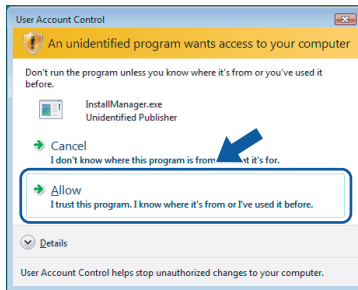 User Account Control
An unidentified program wants access to your computer
Don't run the program unless you know where it's from or you've used it
before.
InstallManager.exe
Unidentified Publisher
Cancel
I don't know where this program is from it's for.
Allow
I trust this program. I know where it's from or I've used it before.
Details
User Account Control helps stop unauthorized changes to your computer.